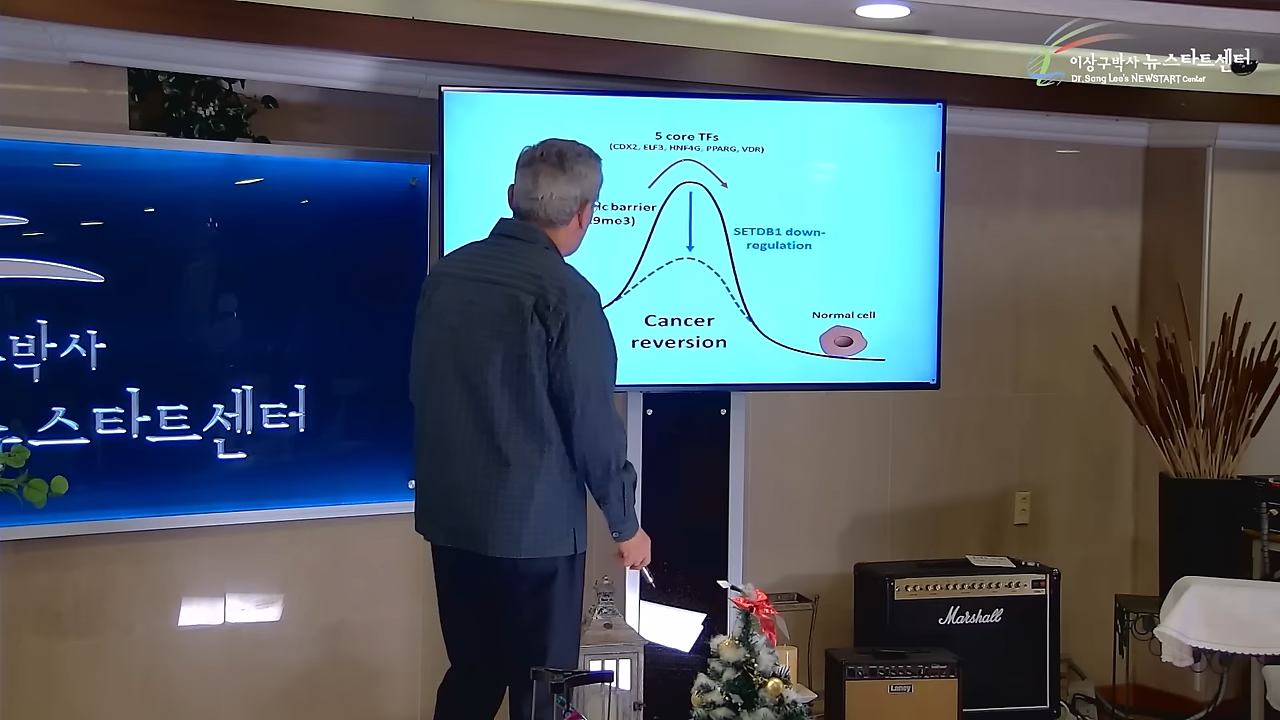 이상구박사 뉴스타트센터
Dr.Sang Lee's NEWSTART Center
5 core TFs
(CDX2, ELF3, HNF4G, PPARG, VDR)
barrier
9me3)
SETDB1 down-
regulation
Cancer
reversion
Normal cell
박사
뉴스타트센터
Marshall
Laney